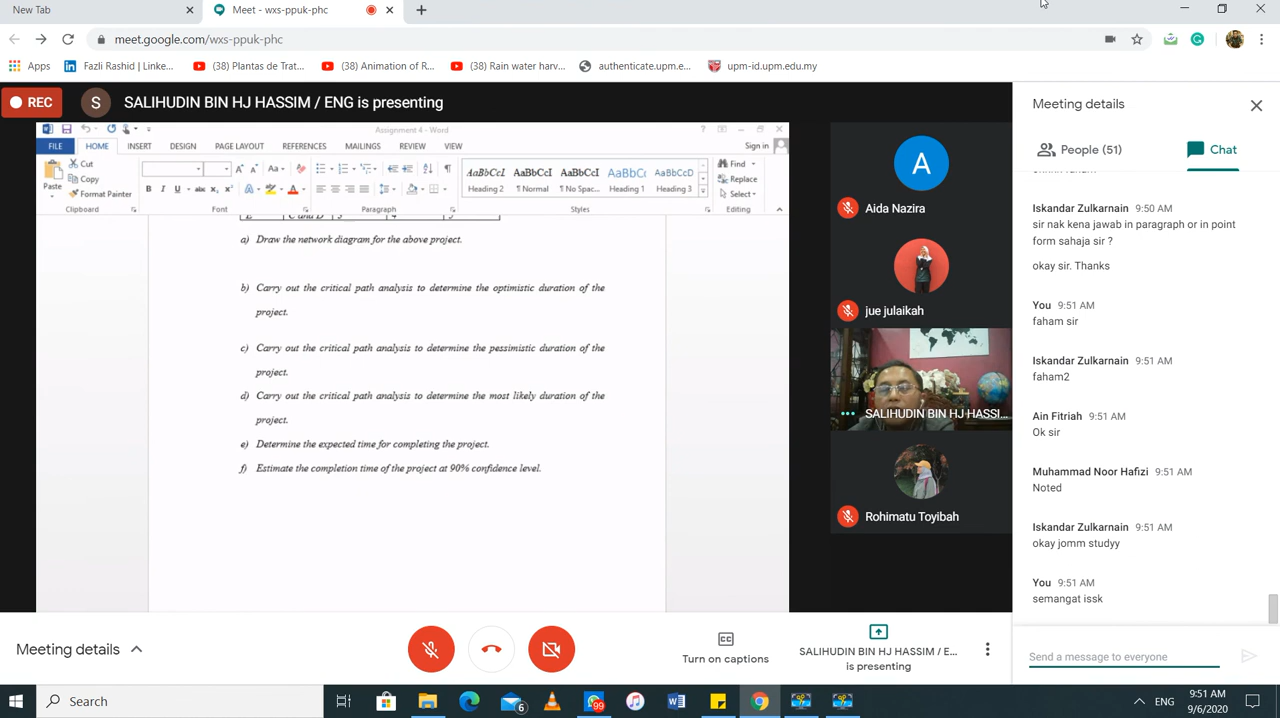 New Tab
Meet - wxs-ppuk-phc
meet.google.com/wxs-ppuk-phc
Apps
Fazli Rashid | Linke...
(38) Plantas de Trat...
(38) Animation of R...
(38) Rain water harv...
authenticate.upm.e...
upm-id.upm.edu.my
REC
S
SALIHUDIN BIN HJ HASSIM / ENG is presenting
Assignment 4 - Word
FILE HOME INSERT DESIGN PAGE LAYOUT REFERENCES MAILINGS REVIEW VIEW Sign in
Paste
Cut
Copy
Format Painter
Clipboard
Font
Paragraph
AaBbCcI AaBbCcI AaBbCcI AaBbCcI AaBbCcD
Heading 2 ¶ Normal ¶ No Spac... Heading 1 Heading 3
Styles
Find
Replace
Select
Editing
a) Draw the network diagram for the above project.
b) Carry out the critical path analysis to determine the optimistic duration of the
project.
c) Carry out the critical path analysis to determine the pessimistic duration of the
project.
d) Carry out the critical path analysis to determine the most likely duration of the
project.
e) Determine the expected time for completing the project.
f) Estimate the completion time of the project at 90% confidence level.
A
Aida Nazira
jue julaikah
SALIHUDIN BIN HJ HASSI...
Rohimatu Toyibah
Meeting details
People (51)
Chat
Iskandar Zulkarnain 9:50 AM
sir nak kena jawab in paragraph or in point
form sahaja sir ?
okay sir. Thanks
You 9:51 AM
faham sir
Iskandar Zulkarnain 9:51 AM
faham2
Ain Fitriah 9:51 AM
Ok sir
Muhammad Noor Hafizi 9:51 AM
Noted
Iskandar Zulkarnain 9:51 AM
okay jomm studyy
You 9:51 AM
semangat issk
Send a message to everyone
Meeting details
Turn on captions
SALIHUDIN BIN HJ HASSIM / E...
is presenting
Search
6
99
ENG
9:51 AM
9/6/2020